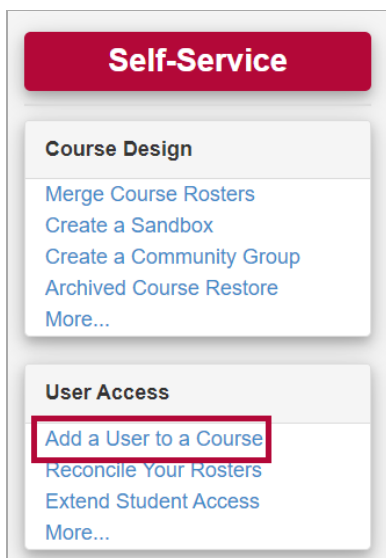 Self-Service
Course Design
Merge Course Rosters
Create a Sandbox
Create a Community Group
Archived Course Restore
More...
User Access
Add a User to a Course
Reconcile Your Rosters
Extend Student Access
More...